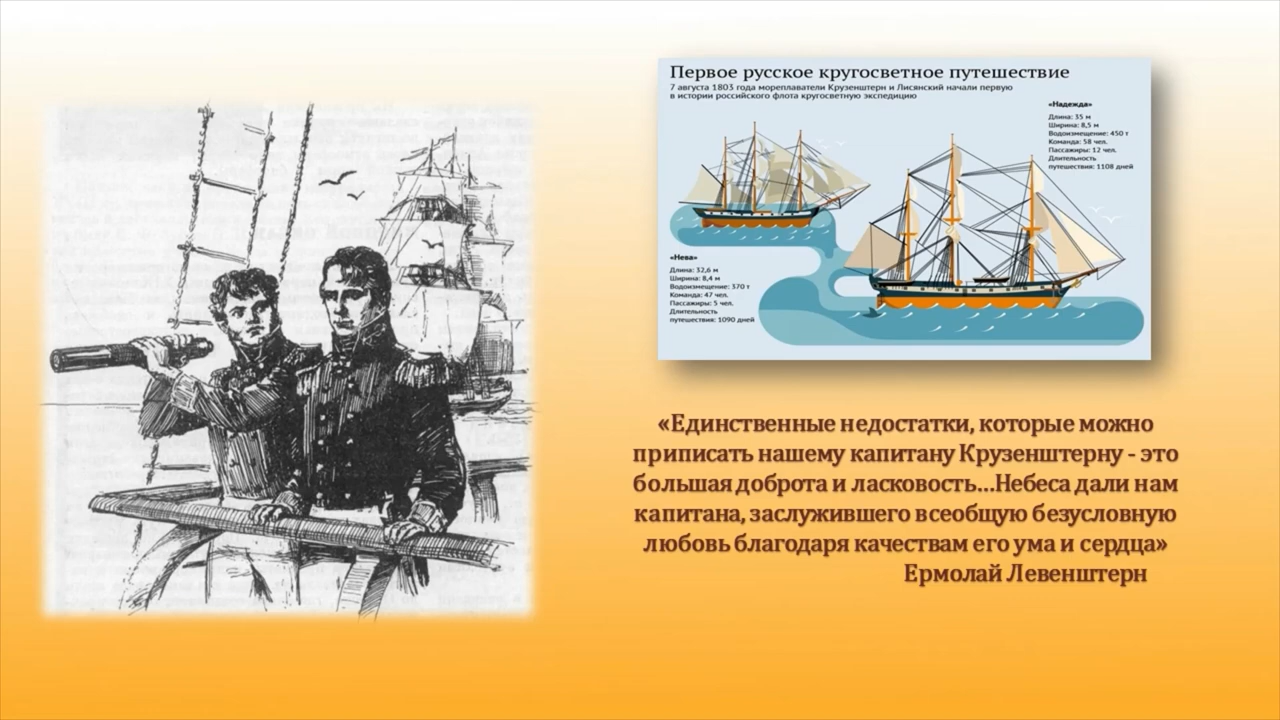 Первое русское кругосветное путешествие
7 августа 1803 года мореплаватели Крузенштерн и Лисянский начали первую
в истории российского флота кругосветную экспедицию
«Надежда»
Длина: 35 м
Ширина: 8,5 м
Водоизмещение: 450 т
Команда: 58 чел.
Пассажиры: 12 чел.
Длительность
путешествия: 1108 дней
«Нева»
Длина: 32,6 м
Ширина: 8,4 м
Водоизмещение: 370 т
Команда: 47 чел.
Пассажиры: 5 чел.
Длительность
путешествия: 1090 дней
«Единственные недостатки, которые можно
приписать нашему капитану Крузенштерну - это
большая доброта и ласковость...Небеса дали нам
капитана, заслужившего всеобщую безусловную
любовь благодаря качествам его ума и сердца»
Ермолай Левенштерн